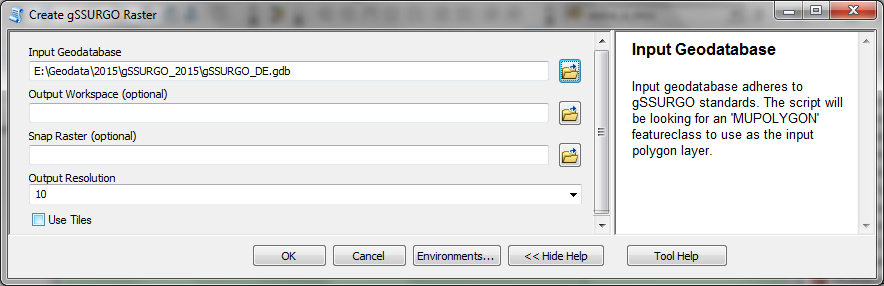 Create gSSURGO Raster
Input Geodatabase
E:\Geodata\2015\gSSURGO_2015\gSSURGO_DE.gdb
Output Workspace (optional)
Snap Raster (optional)
Output Resolution
10
Use Tiles
OK
Cancel
Environments...
<< Hide Help
Tool Help
Input Geodatabase
Input geodatabase adheres to
gSSURGO standards. The script will
be looking for an 'MUPOLYGON'
featureclass to use as the input
polygon layer.